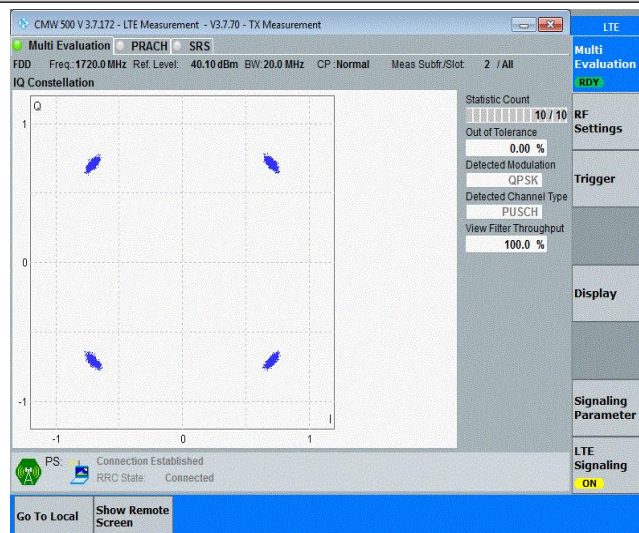 CMW 500 V 3.7.172 - LTE Measurement - V3.7.70 - TX Measurement
LTE
Multi Evaluation PRACH SRS
FDD Freq.:1720.0 MHz Ref. Level: 40.10 dBm BW:20.0 MHz CP :Normal Meas Subfr./Slot: 2 / All
IQ Constellation
Q
1
0
-1
I
-1 0 1
Statistic Count
10 / 10
Out of Tolerance
0.00 %
Detected Modulation
QPSK
Detected Channel Type
PUSCH
View Filter Throughput
100.0 %
PS: Connection Established
RRC State: Connected
Multi
Evaluation
RDY
RF
Settings
Trigger
Display
Signaling
Parameter
LTE
Signaling
ON
Go To Local
Show Remote
Screen